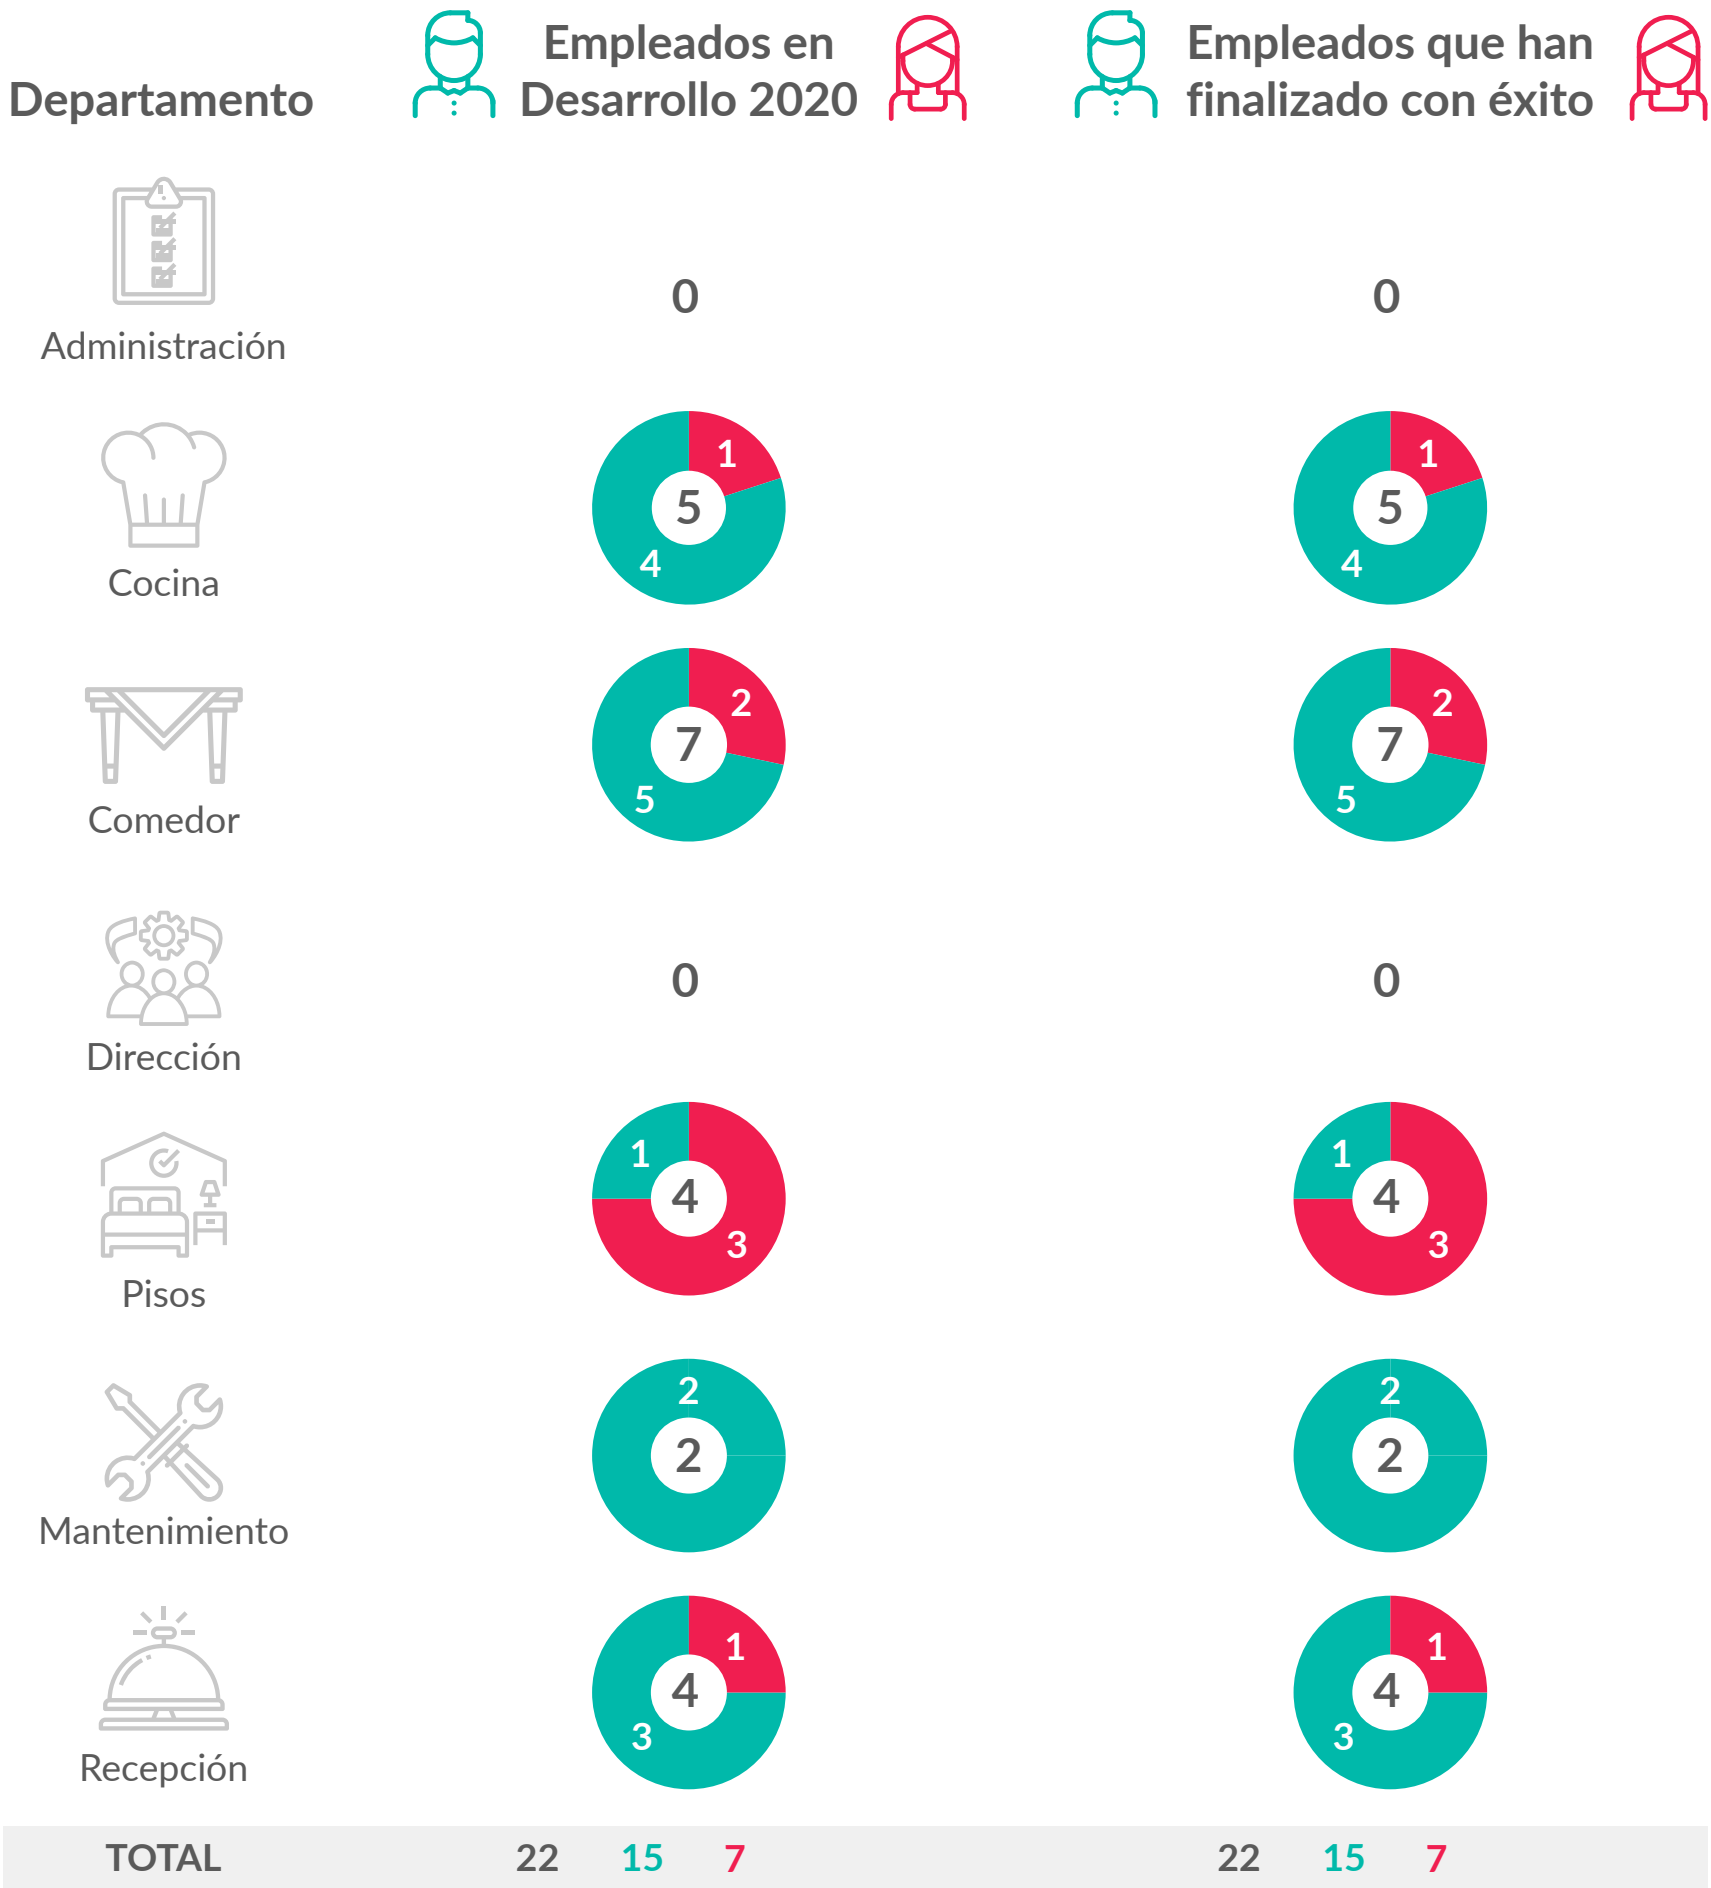 Departamento
Empleados en
Desarrollo 2020
Empleados que han
finalizado con éxito
Administración
0
0
Cocina
1
5
4
1
5
4
Comedor
2
7
5
2
7
5
Dirección
0
0
Pisos
1
4
3
1
4
3
Mantenimiento
2
2
2
2
Recepción
1
4
3
1
4
3
TOTAL 22 15 7 22 15 7